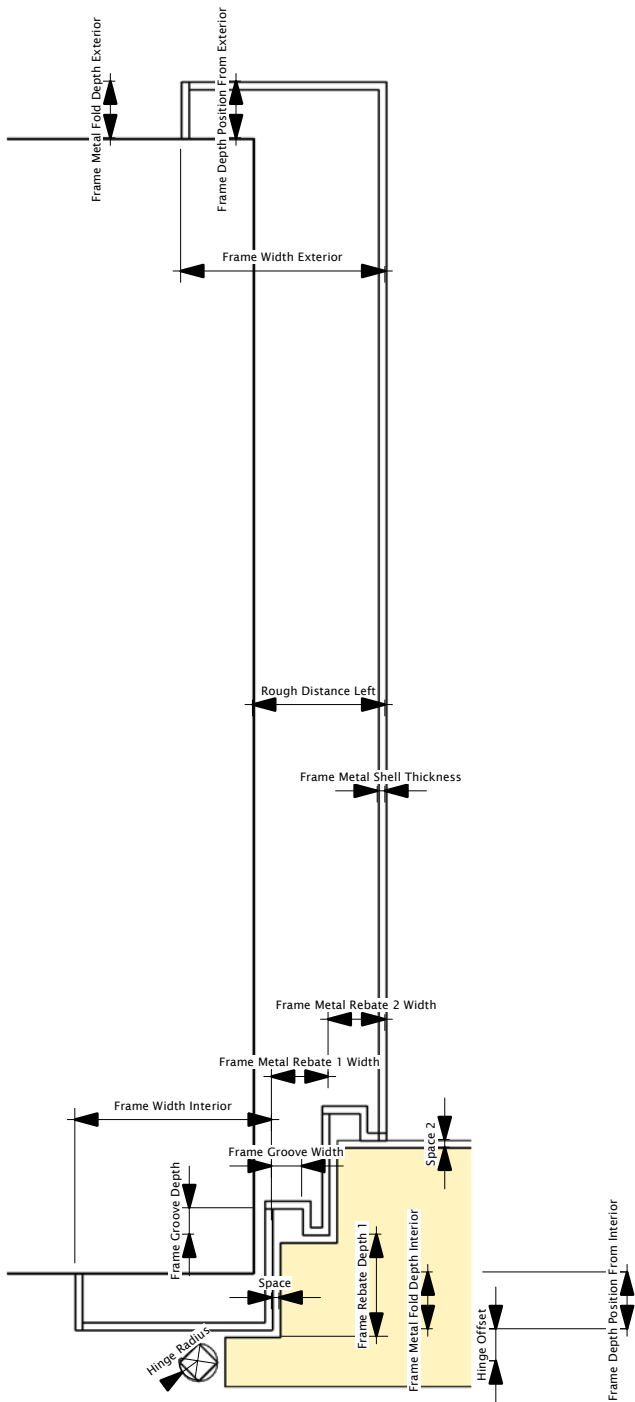 Frame Metal Fold Depth Exterior
Frame Depth Position From Exterior
Frame Width Exterior
Rough Distance Left
Frame Metal Shell Thickness
Frame Metal Rebate 2 Width
Frame Metal Rebate 1 Width
Frame Width Interior
Frame Groove Width
Space 2
Frame Groove Depth
Space
Frame Rebate Depth 1
Frame Metal Fold Depth Interior
Hinge Offset
Frame Depth Position From Interior
Hinge Radius